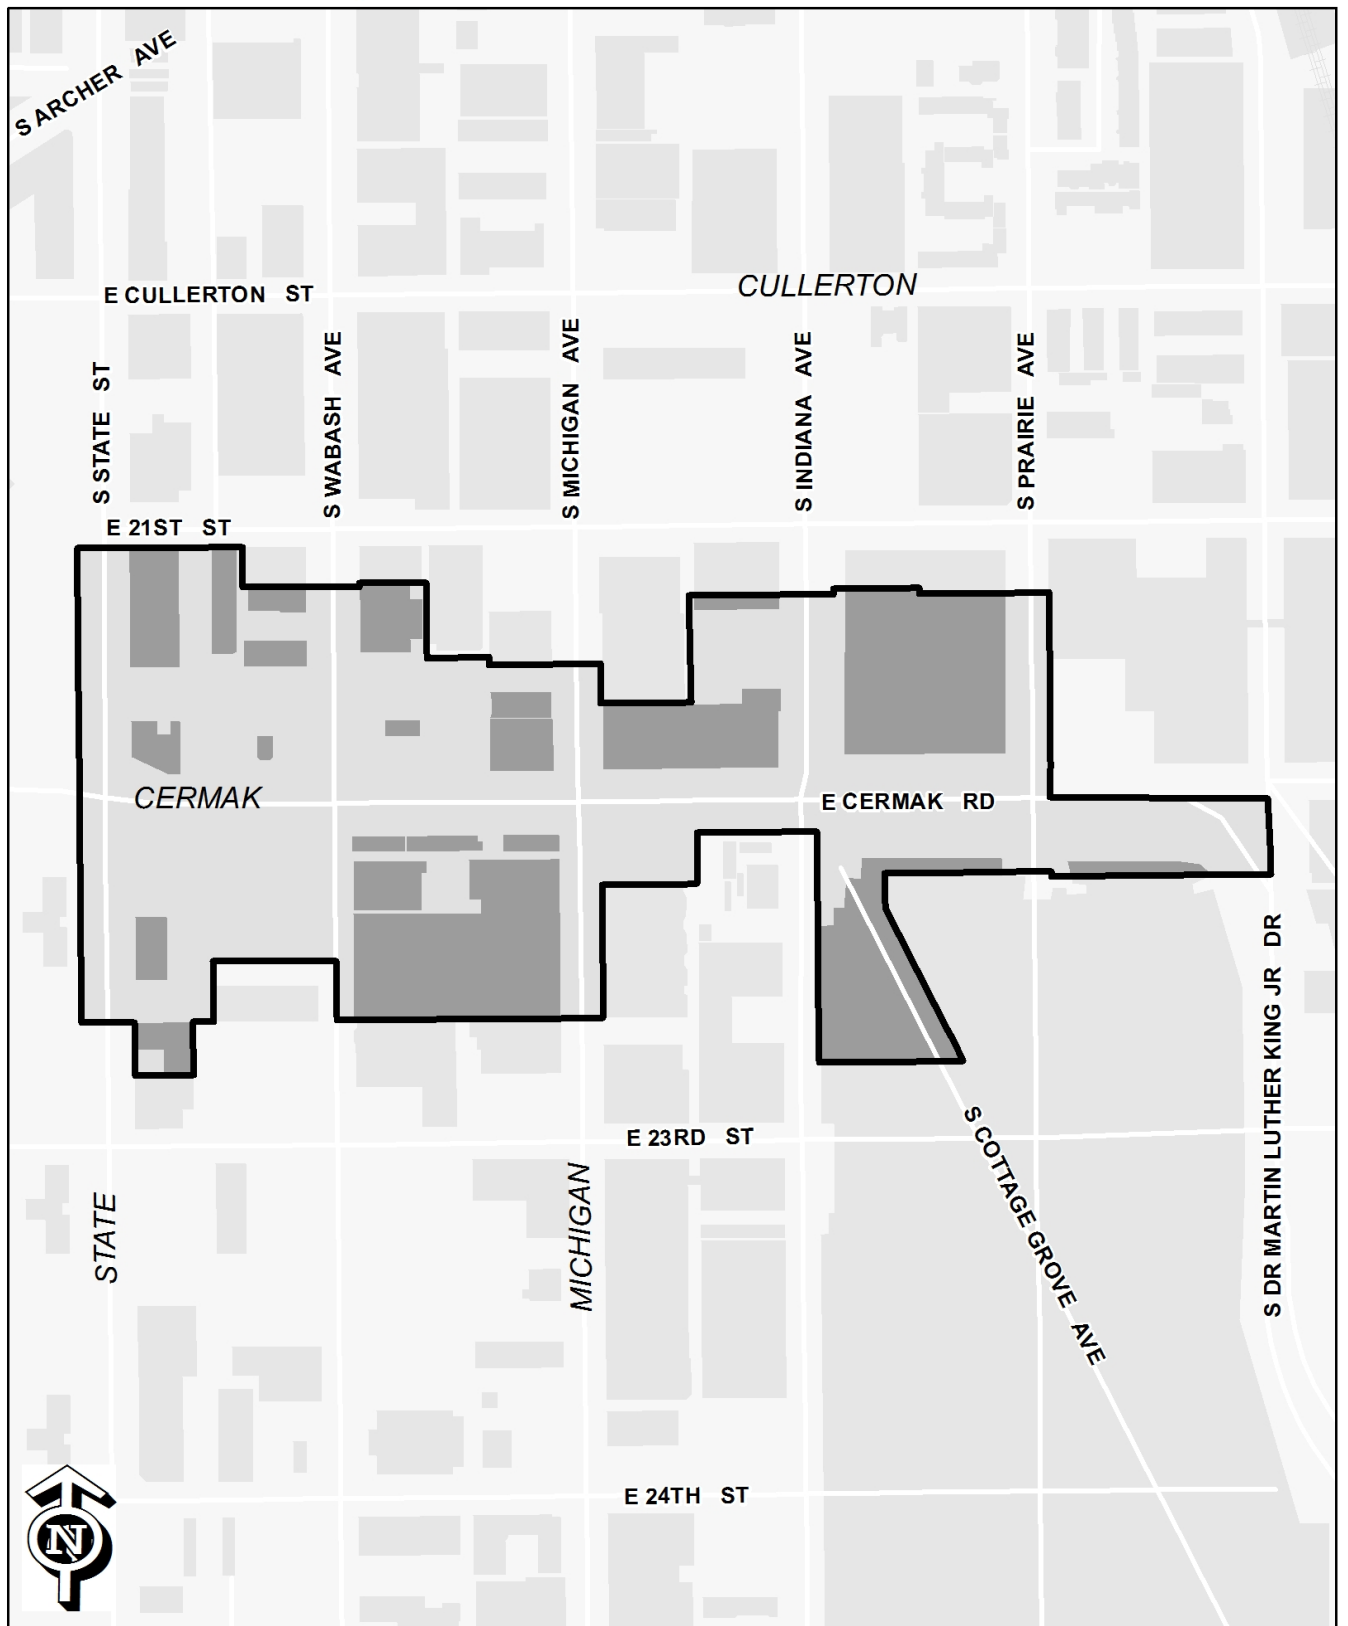 S ARCHER AVE
E CULLERTON ST
CULLERTON
S STATE ST
S WABASH AVE
S MICHIGAN AVE
S INDIANA AVE
S PRAIRIE AVE
E 21ST ST
CERMAK
E CERMAK RD
E 23RD ST
STATE
MICHIGAN
S COTTAGE GROVE AVE
S DR MARTIN LUTHER KING JR DR
E 24TH ST
N